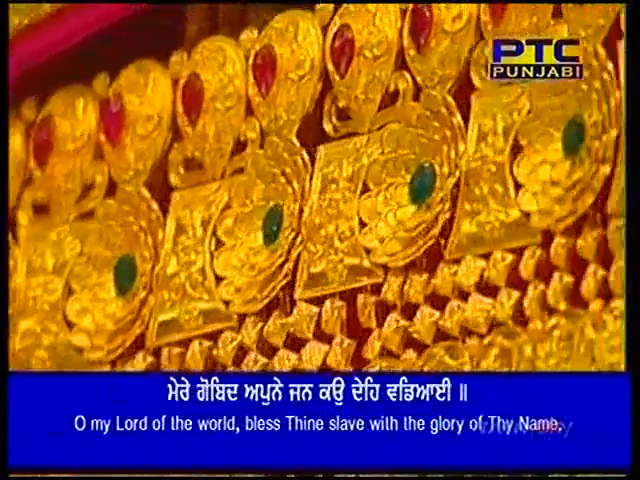 PTC
PUNJABI
ਮੇਰੇ ਗੋਬਿਦ ਅਪੁਨੇ ਜਨ ਕਉ ਦੇਹਿ ਵਡਿਆਈ ॥
O my Lord of the world, bless Thine slave with the glory of Thy Name.